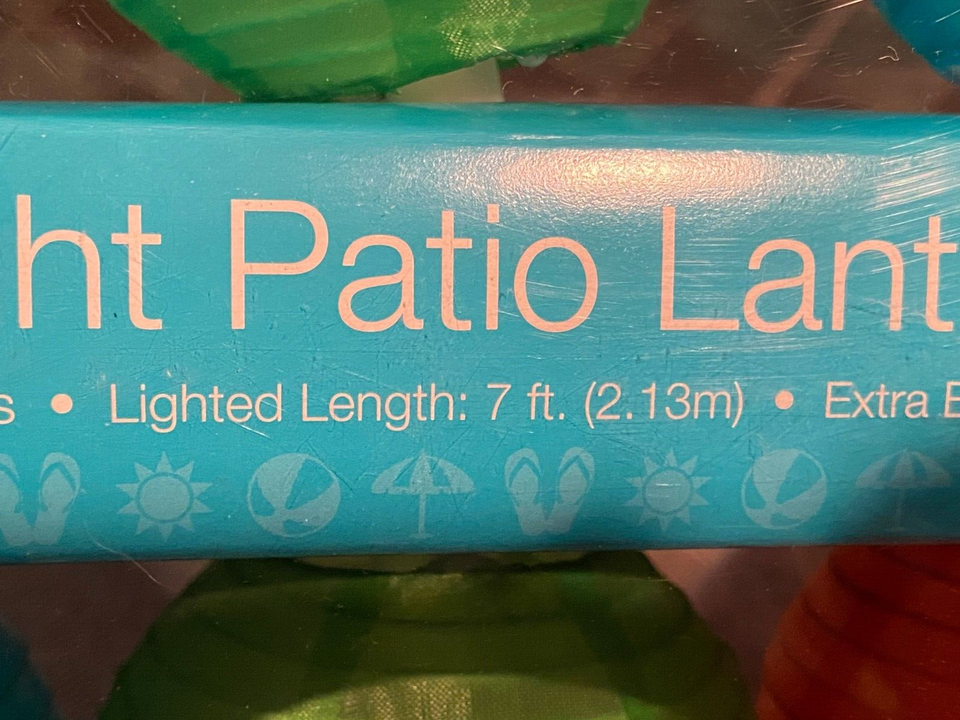 ht Patio Lant
s • Lighted Length: 7 ft. (2.13m) • Extra